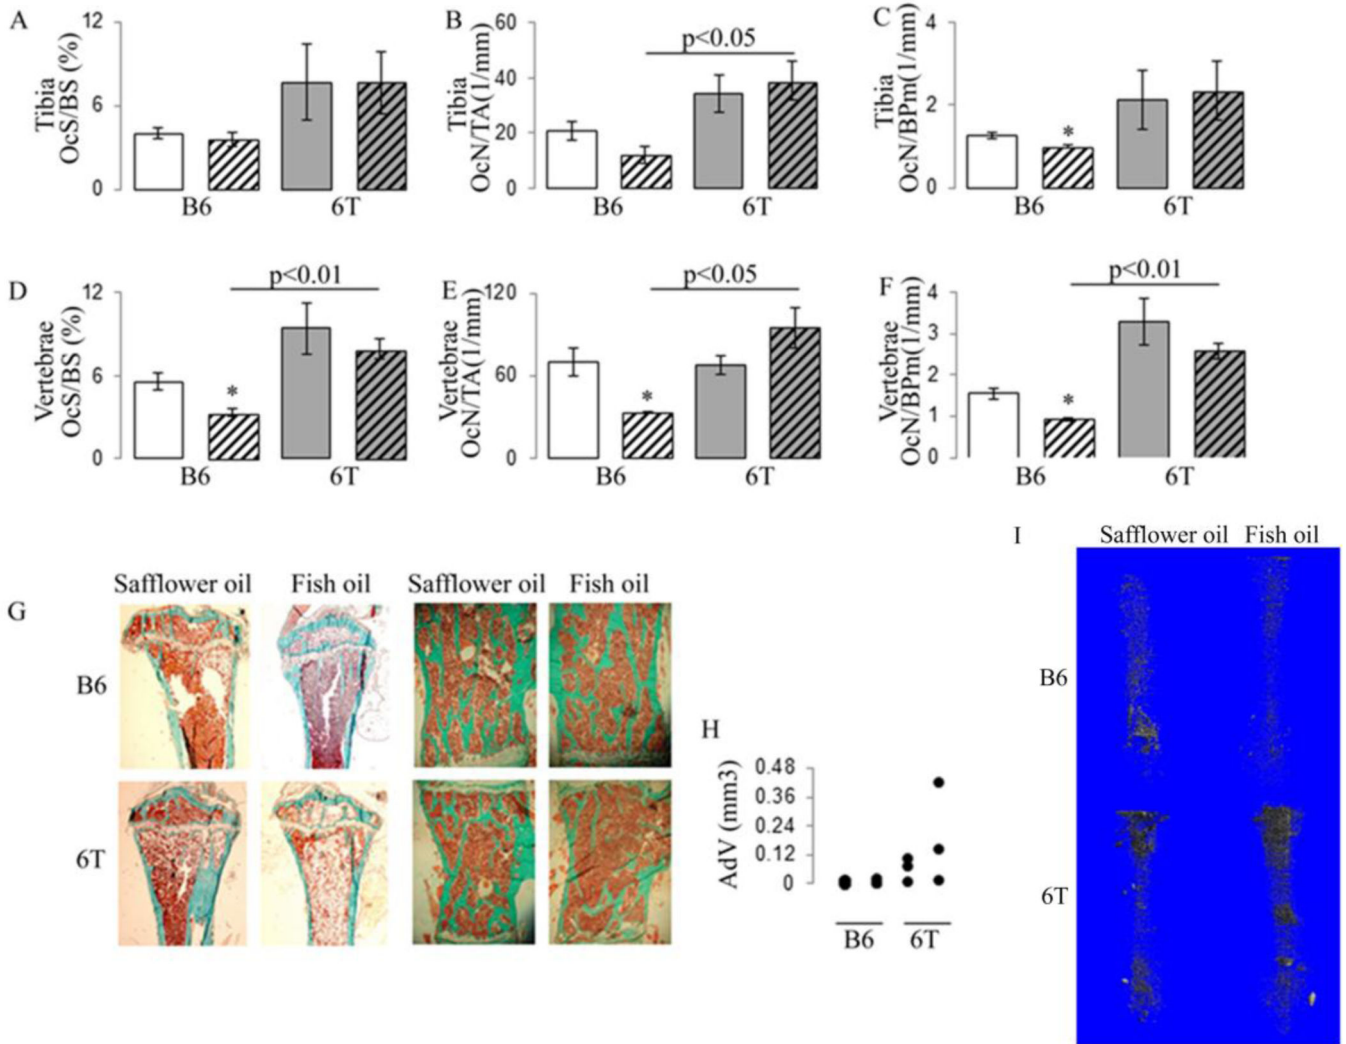 A
Tibia
OcS/BS (%)
12
6
0
B6
6T
B
Tibia
OcN/TA(1/mm)
60
40
20
0
p<0.05
B6
6T
C
Tibia
OcN/BPm(1/mm)
4
2
0
*
B6
6T
D
Vertebrae
OcS/BS (%)
12
6
0
p<0.01
*
B6
6T
E
Vertebrae
OcN/TA(1/mm)
120
60
0
p<0.05
*
B6
6T
F
Vertebrae
OcN/BPm(1/mm)
4
3
2
1
0
p<0.01
*
B6
6T
G
Safflower oil Fish oil Safflower oil Fish oil
B6
6T
H
AdV (mm3)
0.48
0.36
0.24
0.12
0
B6
6T
I
Safflower oil Fish oil
B6
6T